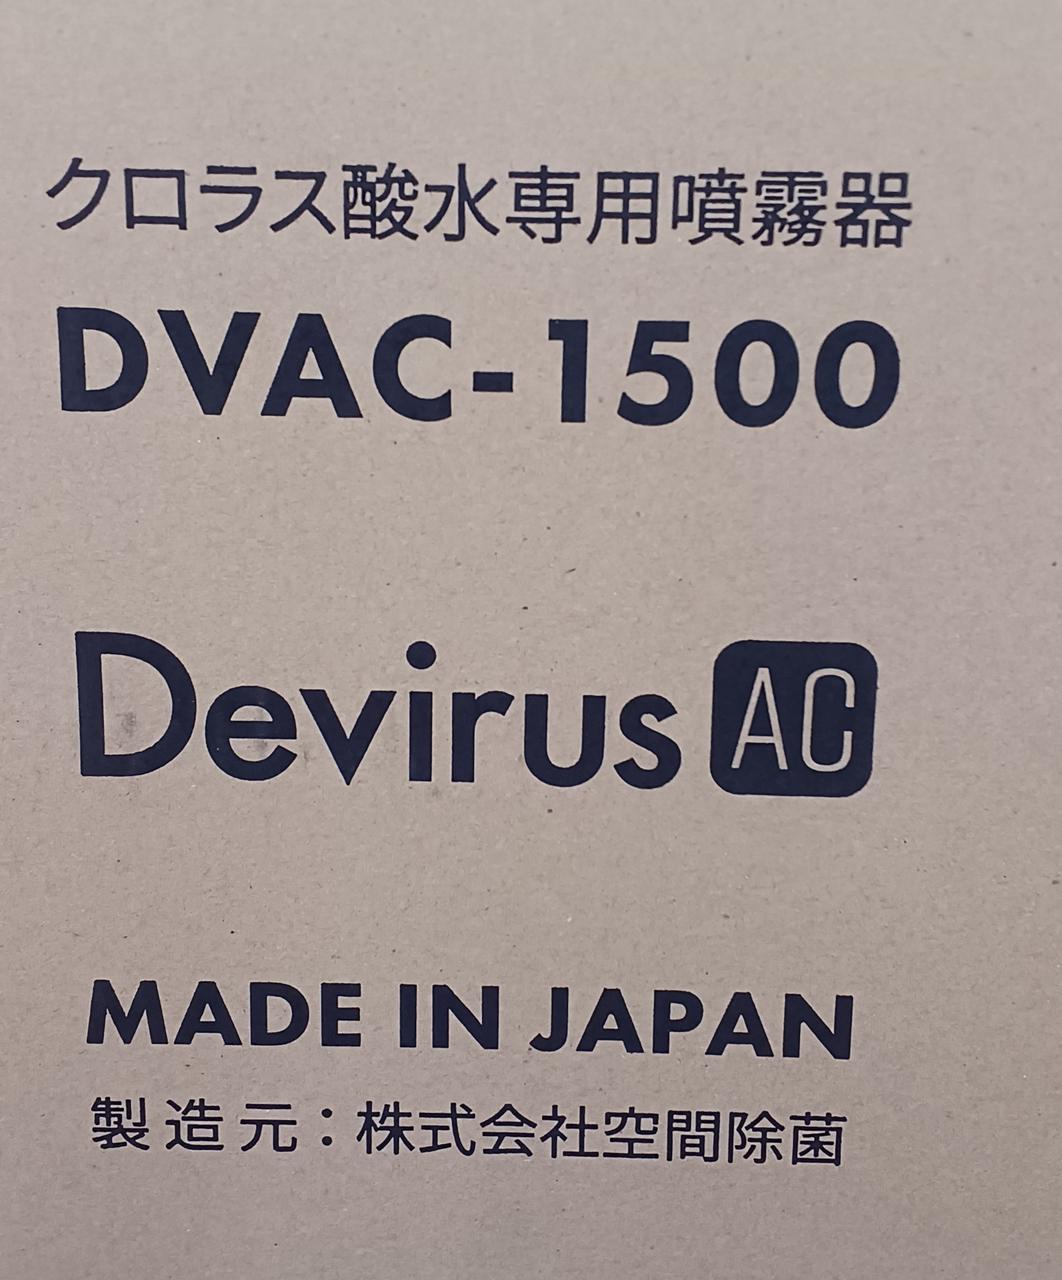 クロラス酸水専用噴霧器
DVAC-1500
Devirus AC
MADE IN JAPAN
製造元：株式会社空間除菌